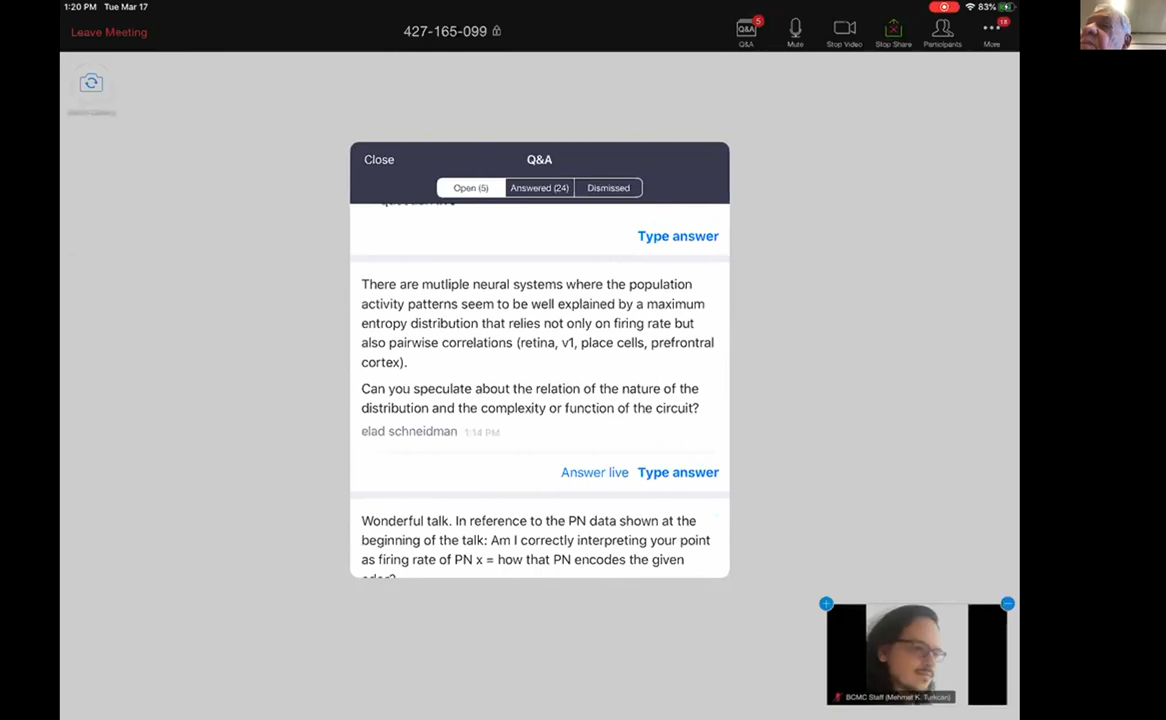 1:20 PM Tue Mar 17
83%
Leave Meeting
427-165-099
5
Q&A
Q&A
Mute
Stop Video
Stop Share
Participants
18
More
Close
Q&A
Open (5)
Answered (24)
Dismissed
Type answer
There are mutliple neural systems where the population
activity patterns seem to be well explained by a maximum
entropy distribution that relies not only on firing rate but
also pairwise correlations (retina, v1, place cells, prefrontal
cortex).
Can you speculate about the relation of the nature of the
distribution and the complexity or function of the circuit?
elad schneidman 1:14 PM
Answer live Type answer
Wonderful talk. In reference to the PN data shown at the
beginning of the talk: Am I correctly interpreting your point
as firing rate of PN x = how that PN encodes the given
BCMC Staff (Mehmet K. Turkcan)